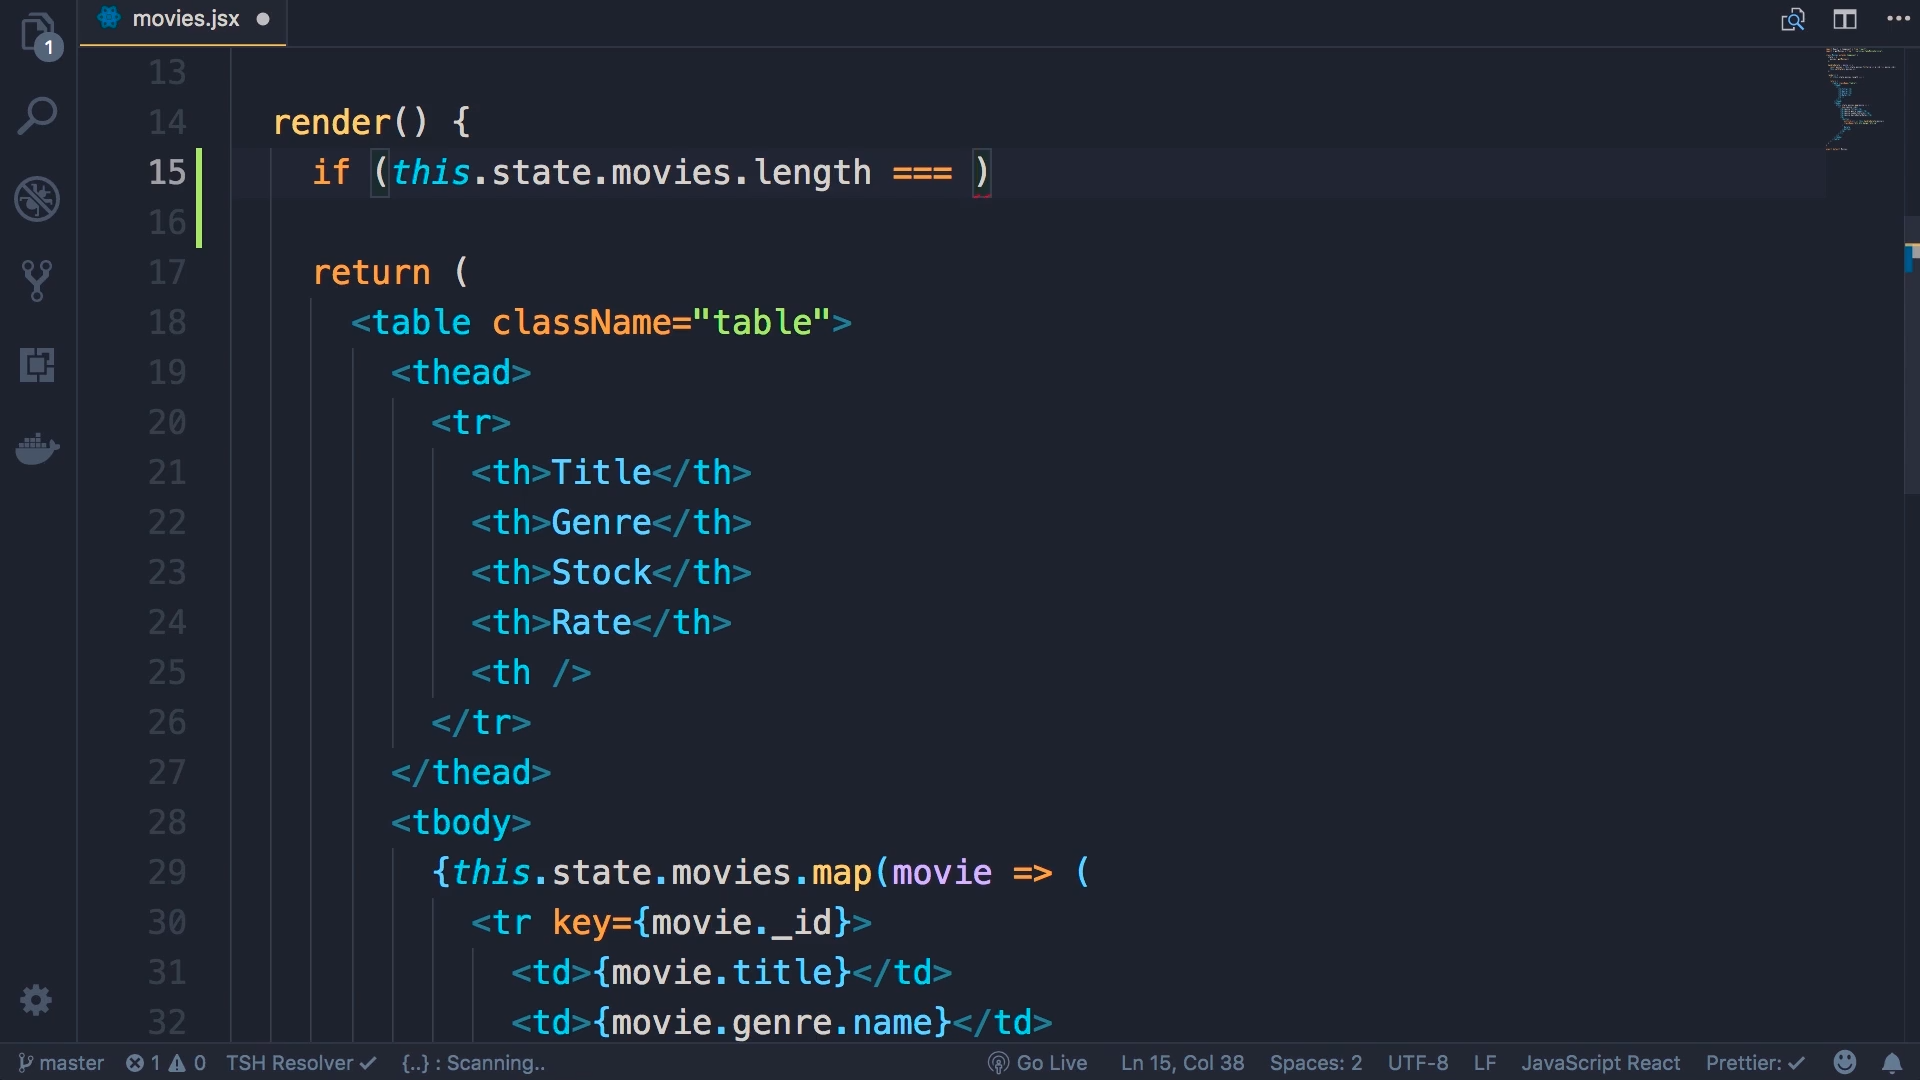 1
movies.jsx
13
14 render() {
15 if (this.state.movies.length === )
16
17 return (
18 <table className="table">
19 <thead>
20 <tr>
21 <th>Title</th>
22 <th>Genre</th>
23 <th>Stock</th>
24 <th>Rate</th>
25 <th />
26 </tr>
27 </thead>
28 <tbody>
29 {this.state.movies.map(movie => (
30 <tr key={movie._id}>
31 <td>{movie.title}</td>
32 <td>{movie.genre.name}</td>
master 1 0 TSH Resolver ✓ {..} : Scanning.. Go Live Ln 15, Col 38 Spaces: 2 UTF-8 LF JavaScript React Prettier: ✓